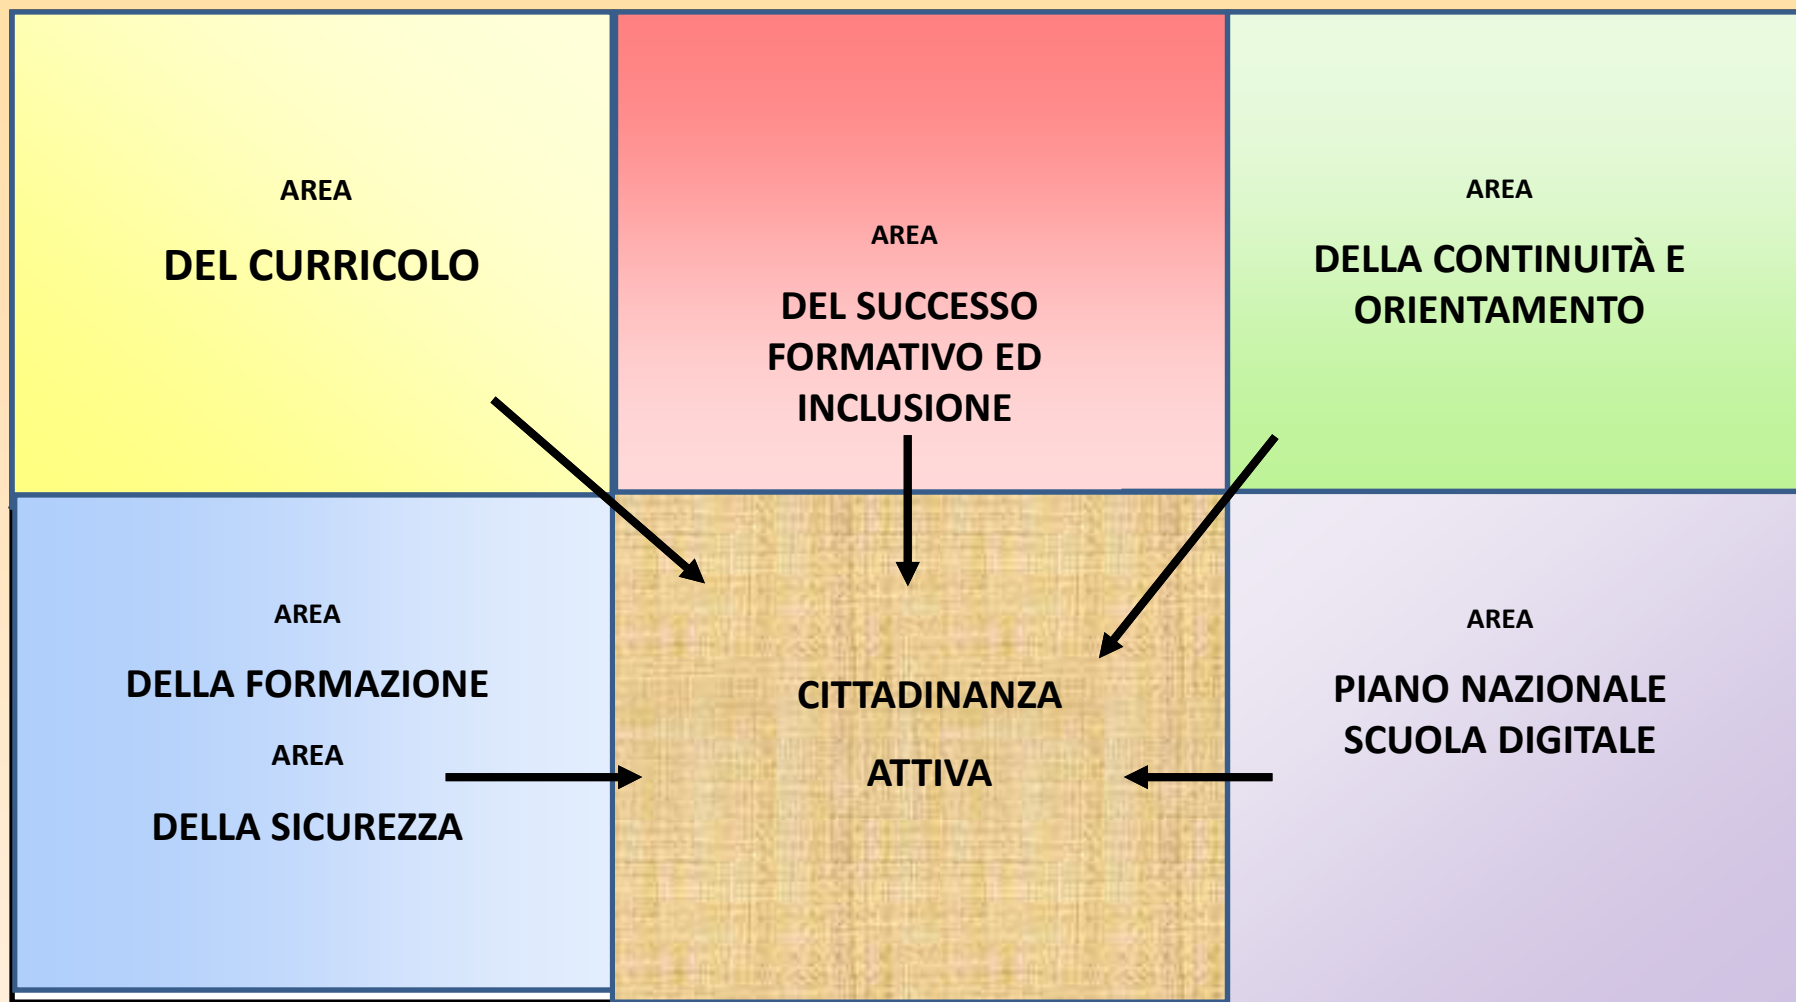 AREA
DEL CURRICOLO
AREA
DEL SUCCESSO
FORMATIVO ED
INCLUSIONE
AREA
DELLA CONTINUITÀ E
ORIENTAMENTO
AREA
DELLA FORMAZIONE
AREA
DELLA SICUREZZA
CITTADINANZA
ATTIVA
AREA
PIANO NAZIONALE
SCUOLA DIGITALE